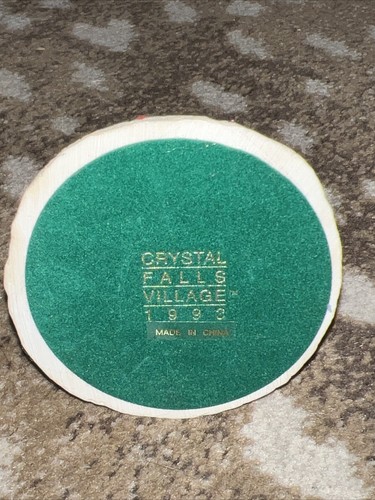 CRYSTAL
FALLS
VILLAGE™
1993
MADE IN CHINA